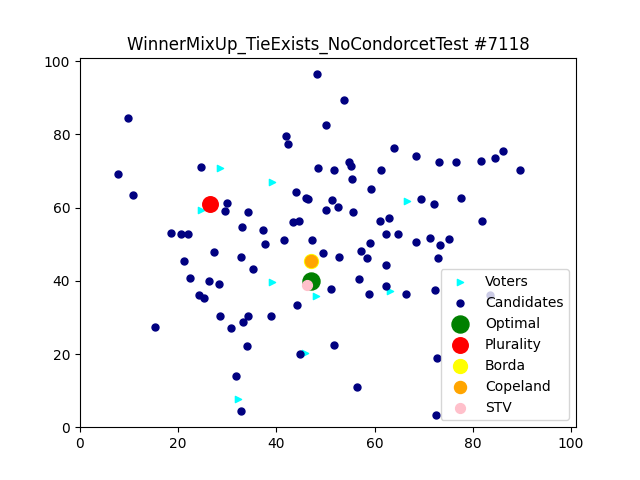 WinnerMixUp_TieExists_NoCondorcetTest #7118
100
80
60
40
20
0
0 20 40 60 80 100
Voters
Candidates
Optimal
Plurality
Borda
Copeland
STV